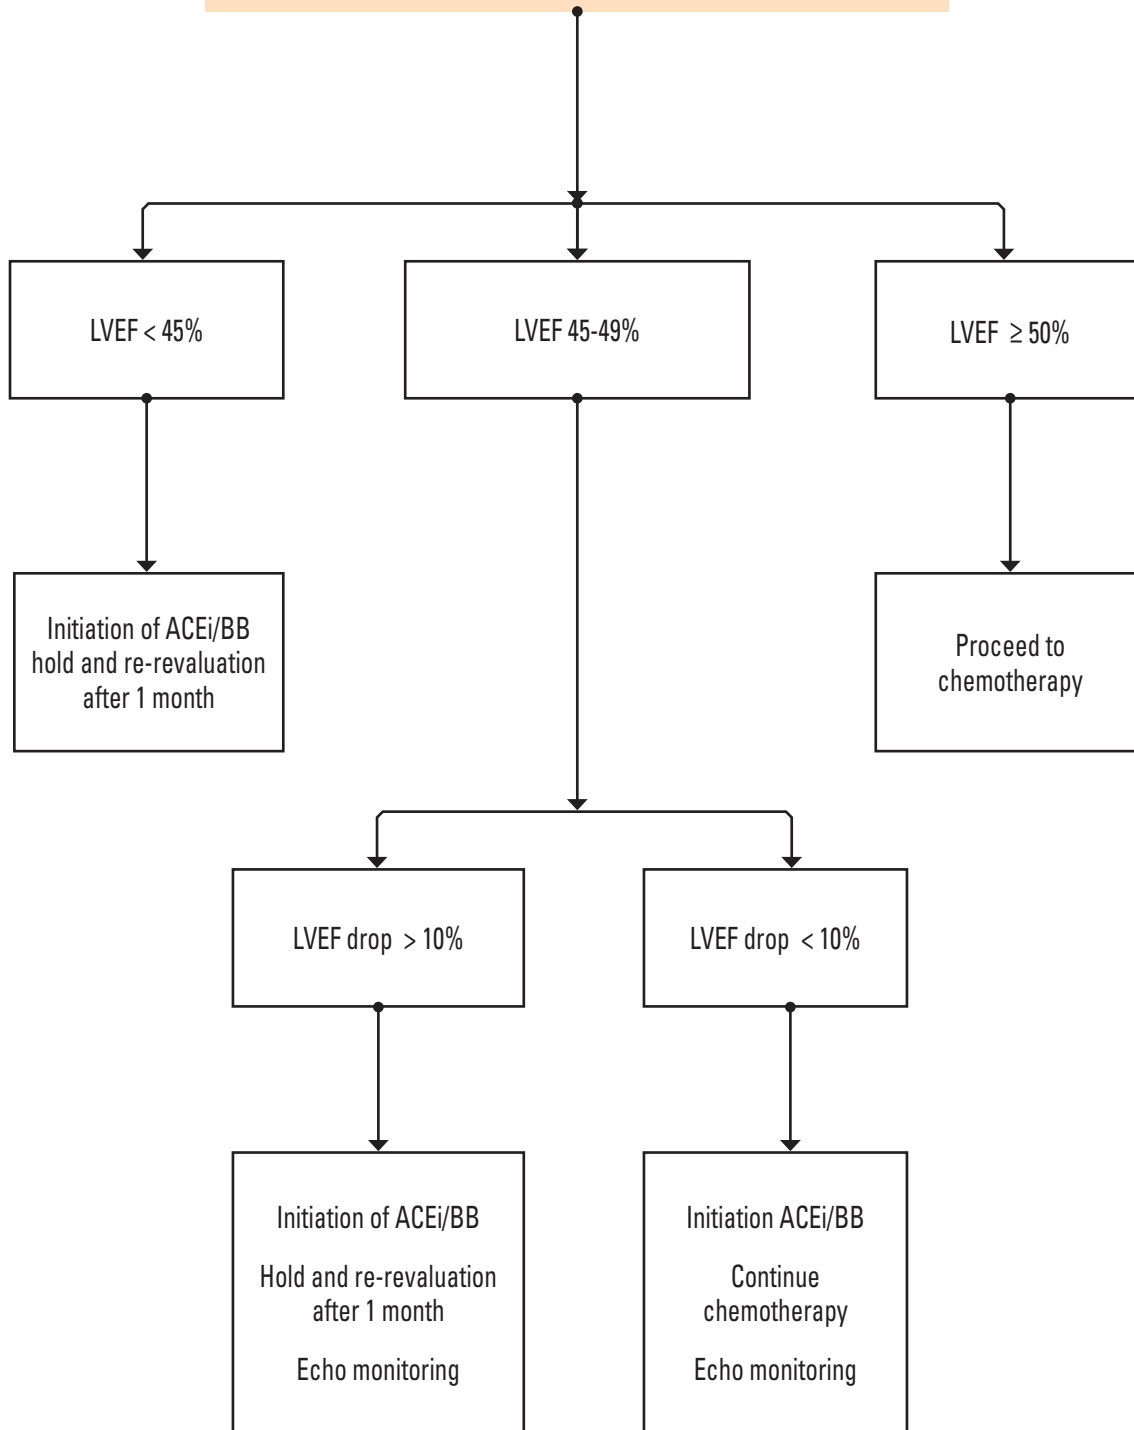 LVEF < 45%
LVEF 45-49%
LVEF ≥ 50%
Initiation of ACEi/BB
hold and re-revaluation
after 1 month
Proceed to
chemotherapy
LVEF drop > 10%
LVEF drop < 10%
Initiation of ACEi/BB
Hold and re-revaluation
after 1 month
Echo monitoring
Initiation ACEi/BB
Continue
chemotherapy
Echo monitoring